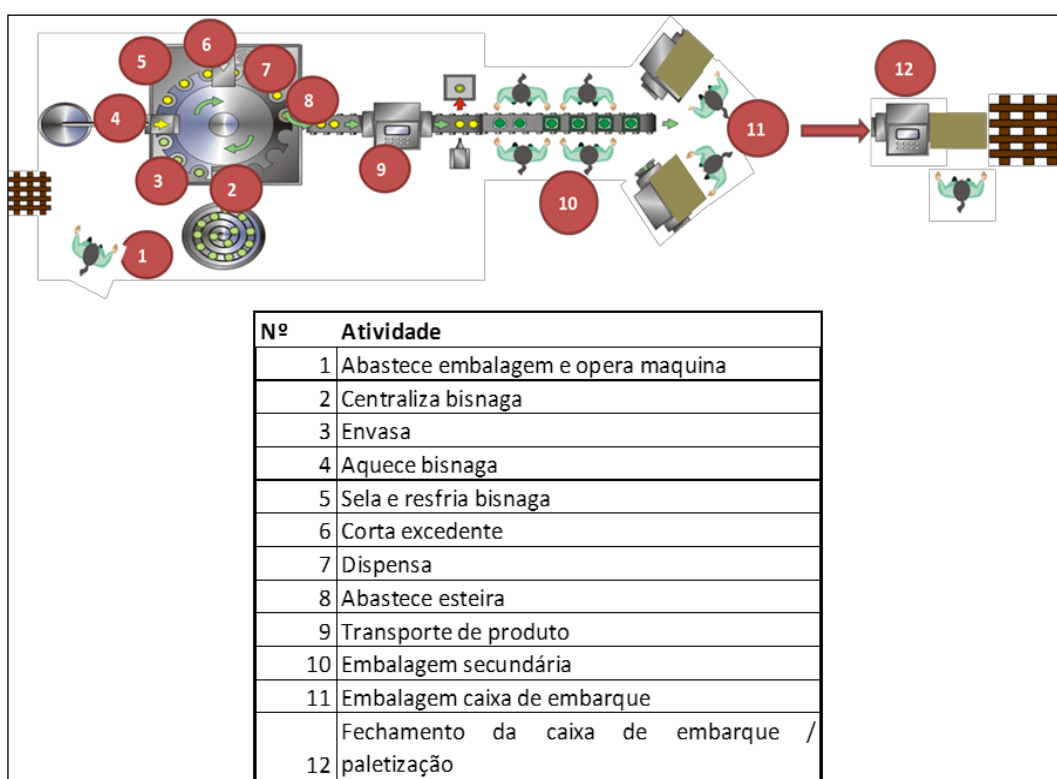 6
5
7
12
8
4
11
9
3
10
2
1
Nº Atividade
1 Abastece embalagem e opera maquina
2 Centraliza bisnaga
3 Envasa
4 Aquece bisnaga
5 Sela e resfria bisnaga
6 Corta excedente
7 Dispensa
8 Abastece esteira
9 Transporte de produto
10 Embalagem secundária
11 Embalagem caixa de embarque
Fechamento da caixa de embarque /
12 paletização